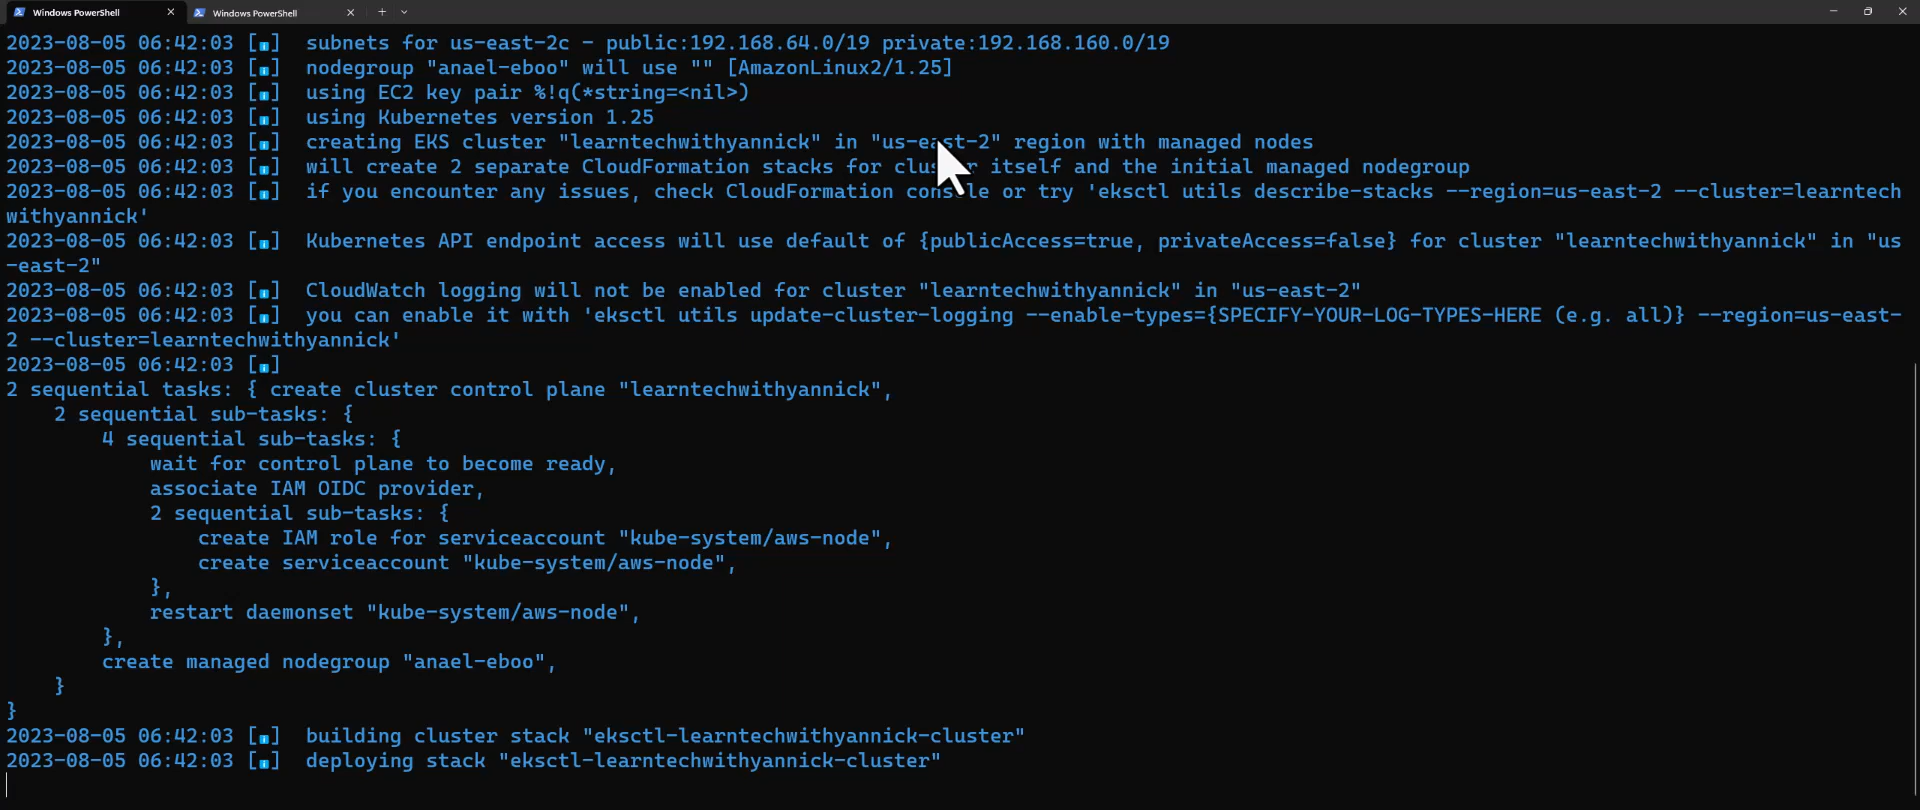 Windows PowerShell
Windows PowerShell
2023-08-05 06:42:03 [ℹ]  subnets for us-east-2c - public:192.168.64.0/19 private:192.168.160.0/19
2023-08-05 06:42:03 [ℹ]  nodegroup "anael-eboo" will use "" [AmazonLinux2/1.25]
2023-08-05 06:42:03 [ℹ]  using EC2 key pair %!q(*string=<nil>)
2023-08-05 06:42:03 [ℹ]  using Kubernetes version 1.25
2023-08-05 06:42:03 [ℹ]  creating EKS cluster "learntechwithyannick" in "us-east-2" region with managed nodes
2023-08-05 06:42:03 [ℹ]  will create 2 separate CloudFormation stacks for cluster itself and the initial managed nodegroup
2023-08-05 06:42:03 [ℹ]  if you encounter any issues, check CloudFormation console or try 'eksctl utils describe-stacks --region=us-east-2 --cluster=learntech
withyannick'
2023-08-05 06:42:03 [ℹ]  Kubernetes API endpoint access will use default of {publicAccess=true, privateAccess=false} for cluster "learntechwithyannick" in "us
-east-2"
2023-08-05 06:42:03 [ℹ]  CloudWatch logging will not be enabled for cluster "learntechwithyannick" in "us-east-2"
2023-08-05 06:42:03 [ℹ]  you can enable it with 'eksctl utils update-cluster-logging --enable-types={SPECIFY-YOUR-LOG-TYPES-HERE (e.g. all)} --region=us-east-
2 --cluster=learntechwithyannick'
2023-08-05 06:42:03 [ℹ]
2 sequential tasks: { create cluster control plane "learntechwithyannick",
    2 sequential sub-tasks: {
        4 sequential sub-tasks: {
            wait for control plane to become ready,
            associate IAM OIDC provider,
            2 sequential sub-tasks: {
                create IAM role for serviceaccount "kube-system/aws-node",
                create serviceaccount "kube-system/aws-node",
            },
            restart daemonset "kube-system/aws-node",
        },
        create managed nodegroup "anael-eboo",
    }
}
2023-08-05 06:42:03 [ℹ]  building cluster stack "eksctl-learntechwithyannick-cluster"
2023-08-05 06:42:03 [ℹ]  deploying stack "eksctl-learntechwithyannick-cluster"